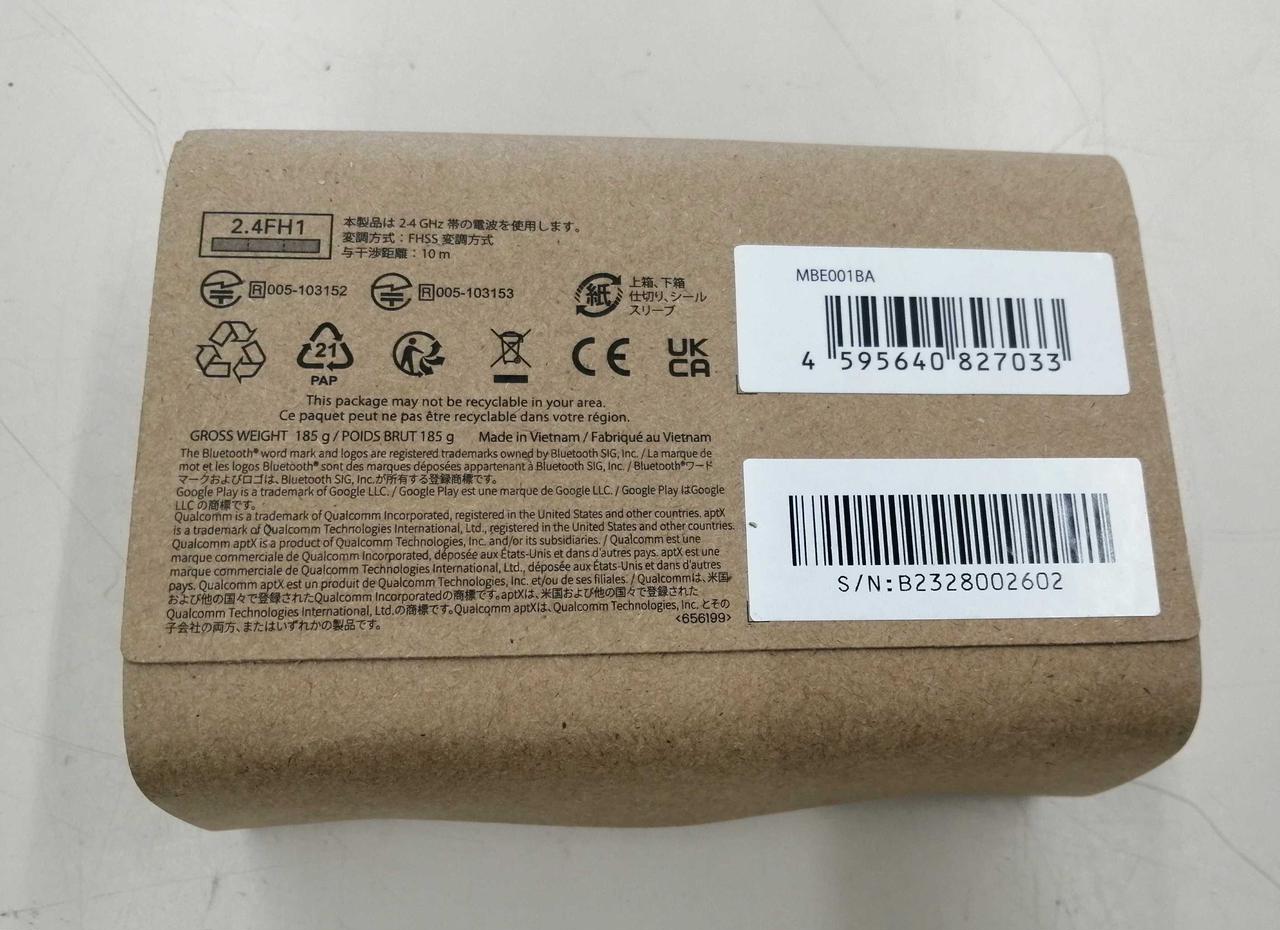 2.4FH1
本製品は 2.4 GHz 帯の電波を使用します。
変調方式：FHSS 変調方式
与干渉距離：10 m
R 005-103152
R 005-103153
紙
上箱、下箱
仕切り、シール
スリーブ
21
PAP
CE
UK
CA
This package may not be recyclable in your area.
Ce paquet peut ne pas être recyclable dans votre région.
GROSS WEIGHT 185 g / POIDS BRUT 185 g Made in Vietnam / Fabriqué au Vietnam
The Bluetooth® word mark and logos are registered trademarks owned by Bluetooth SIG, Inc. / La marque de
mot et les logos Bluetooth® sont des marques déposées appartenant à Bluetooth SIG, Inc. / Bluetooth®ワード
マークおよびロゴは、Bluetooth SIG, Inc.が所有する登録商標です。
Google Play is a trademark of Google LLC. / Google Play est une marque de Google LLC. / Google Play はGoogle
LLC の商標です。
Qualcomm is a trademark of Qualcomm Incorporated, registered in the United States and other countries. aptX
is a trademark of Qualcomm Technologies International, Ltd., registered in the United States and other countries.
Qualcomm aptX is a product of Qualcomm Technologies, Inc. and/or its subsidiaries. / Qualcomm est une
marque commerciale de Qualcomm Incorporated, déposée aux États-Unis et dans d'autres pays. aptX est une
marque commerciale de Qualcomm Technologies International, Ltd., déposée aux États-Unis et dans d'autres
pays. Qualcomm aptX est un produit de Qualcomm Technologies, Inc. et/ou de ses filiales. / Qualcommは、米国
および他の国々で登録されたQualcomm Incorporatedの商標です。aptXは、米国および他の国々で登録された
Qualcomm Technologies International, Ltd.の商標です。Qualcomm aptXは、Qualcomm Technologies, Inc. とその
子会社の両方、またはいずれかの製品です。
<656199>
MBE001BA
4 595640 827033
S/N:B2328002602